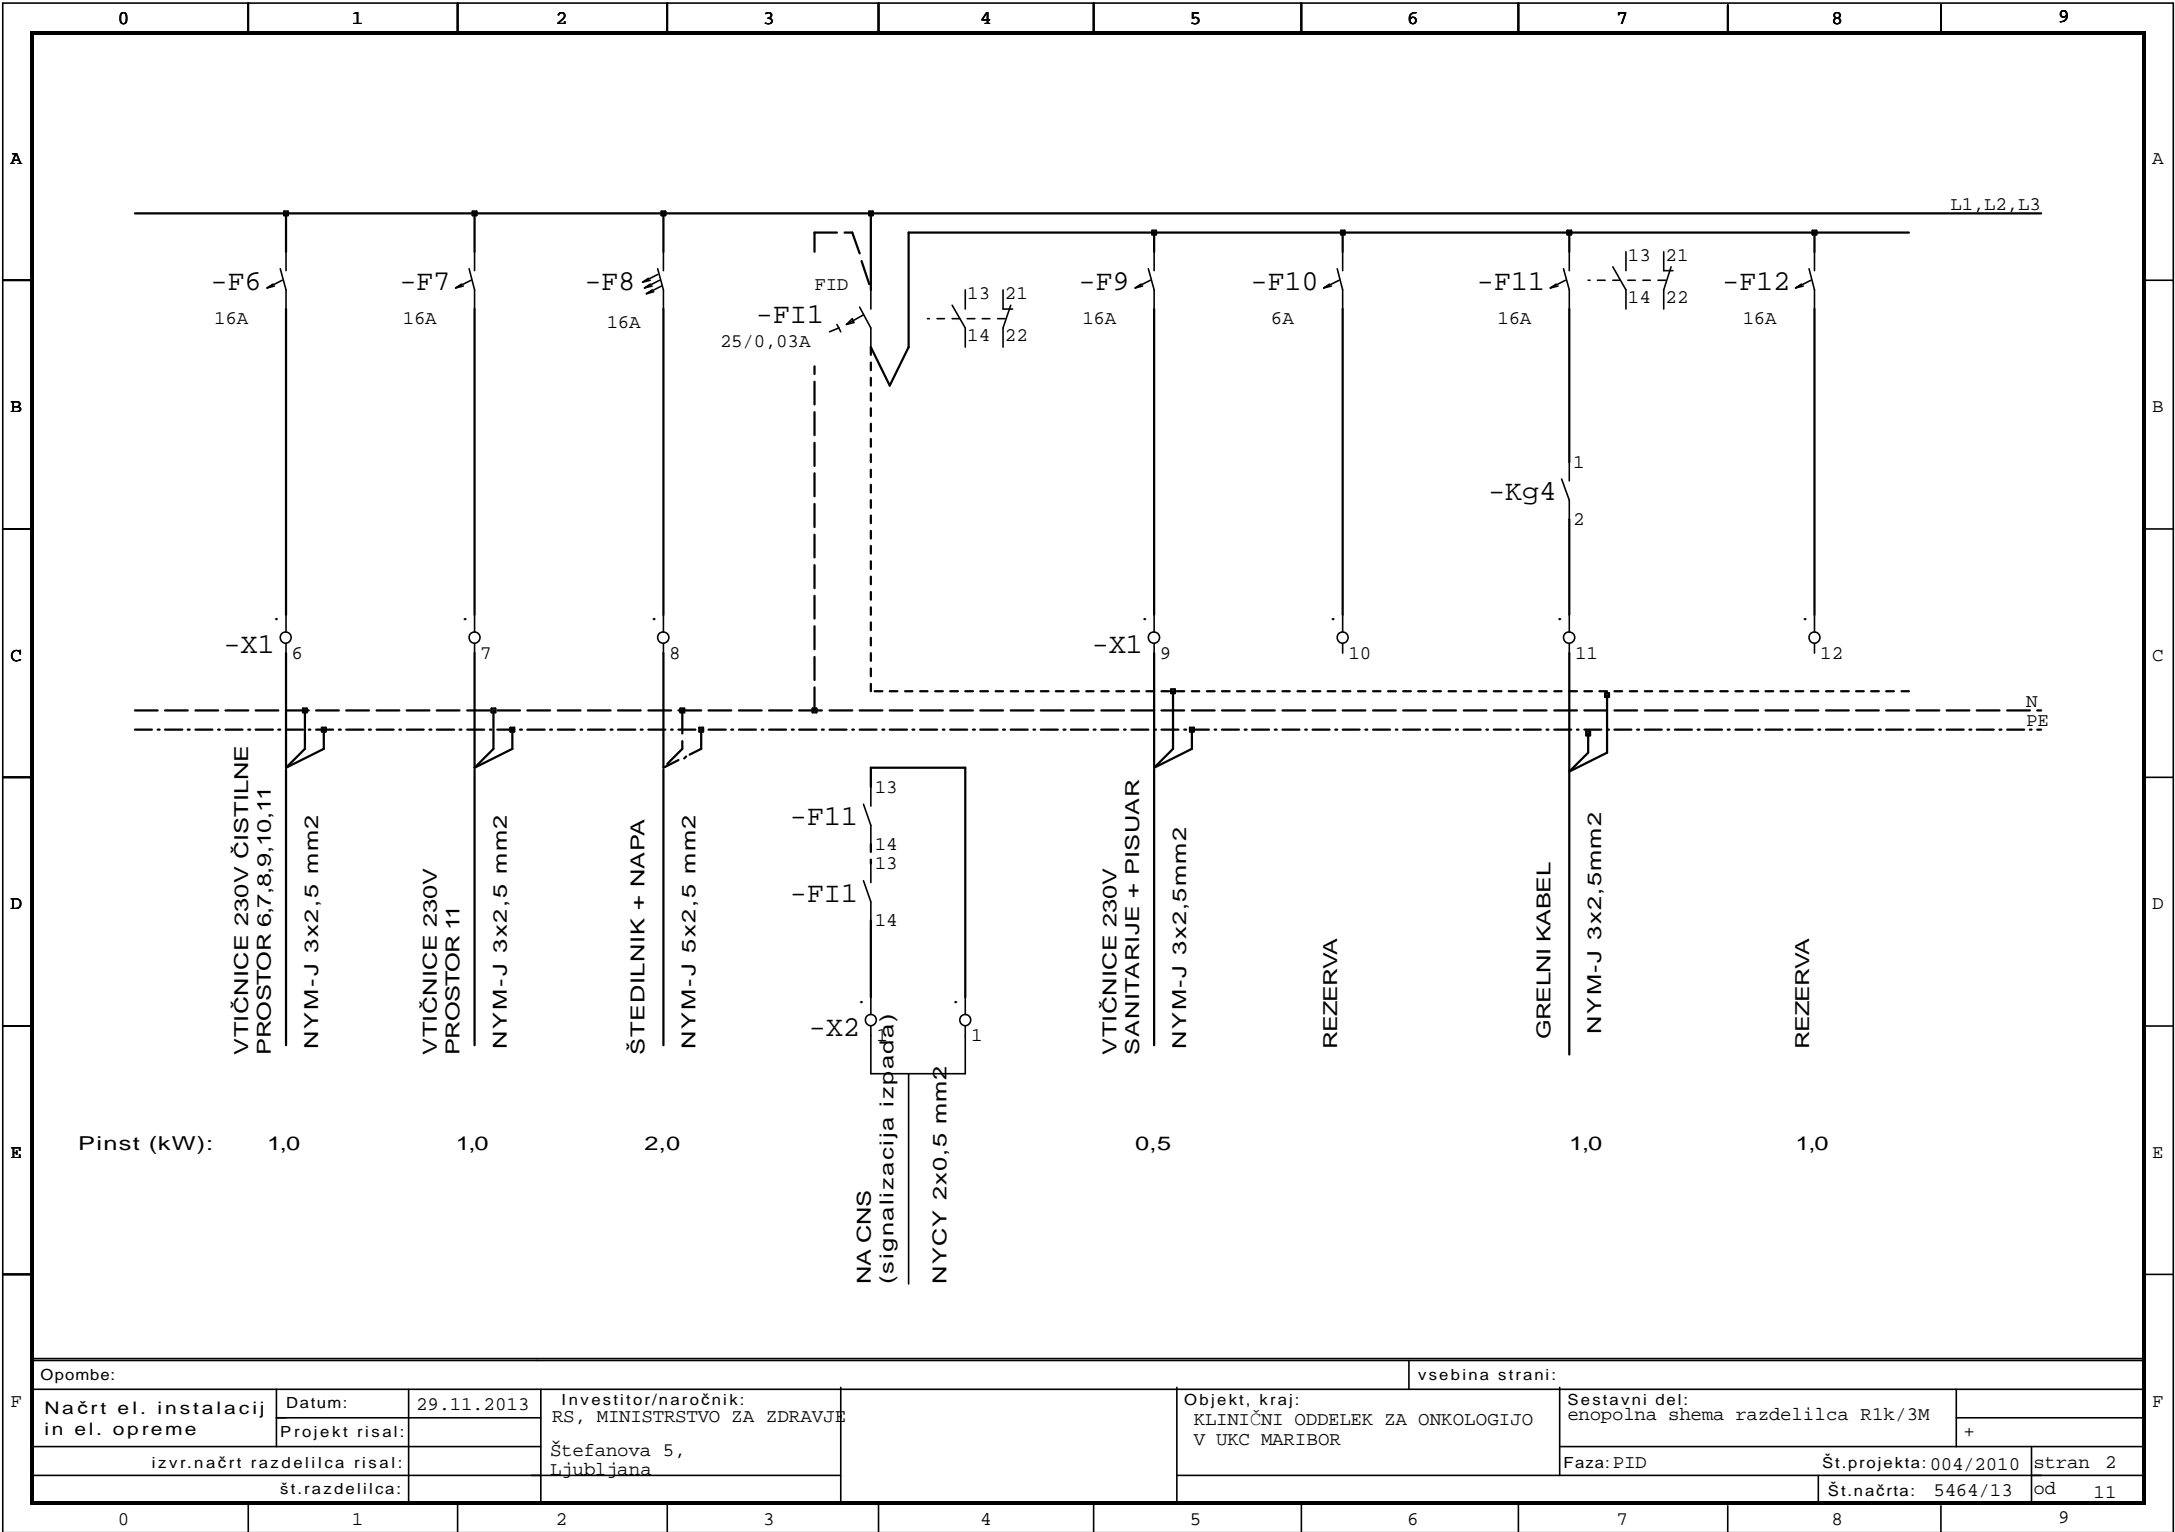 0 1 2 3 4 5 6 7 8 9
A A
L1,L2,L3
-F6
16A
-F7
16A
-F8
16A
FID
-FI1
25/0,03A
13 21
14 22
-F9
16A
-F10
6A
-F11
16A
13 21
14 22
-F12
16A
B B
1
-Kg4
2
C C
-X1 6 7 8 -X1 9 10 11 12
N
PE
VTIČNICE 230V ČISTILNE
PROSTOR 6,7,8,9,10,11
NYM-J 3x2,5 mm2
VTIČNICE 230V
PROSTOR 11
NYM-J 3x2,5 mm2
ŠTEDILNIK + NAPA
NYM-J 5x2,5 mm2
13
-F11
14
13
-FI1
14
-X2 1 1
NA CNS
(signalizacija izpada)
NYCY 2x0,5 mm2
VTIČNICE 230V
SANITARIJE + PISUAR
NYM-J 3x2,5mm2
REZERVA
GRELNI KABEL
NYM-J 3x2,5mm2
REZERVA
D D
Pinst (kW): 1,0 1,0 2,0 0,5 1,0 1,0
E E
Opombe: vsebina strani:
F F
Načrt el. instalacij
in el. opreme
Datum: 29.11.2013
Projekt risal:
izvr.načrt razdelilca risal:
št.razdelilca:
Investitor/naročnik:
RS, MINISTRSTVO ZA ZDRAVJE
Štefanova 5,
Ljubljana
Objekt, kraj:
KLINIČNI ODDELEK ZA ONKOLOGIJO
V UKC MARIBOR
Sestavni del:
enopolna shema razdelilca R1k/3M
+
Faza: PID Št.projekta: 004/2010 stran 2
Št.načrta: 5464/13 od 11
0 1 2 3 4 5 6 7 8 9